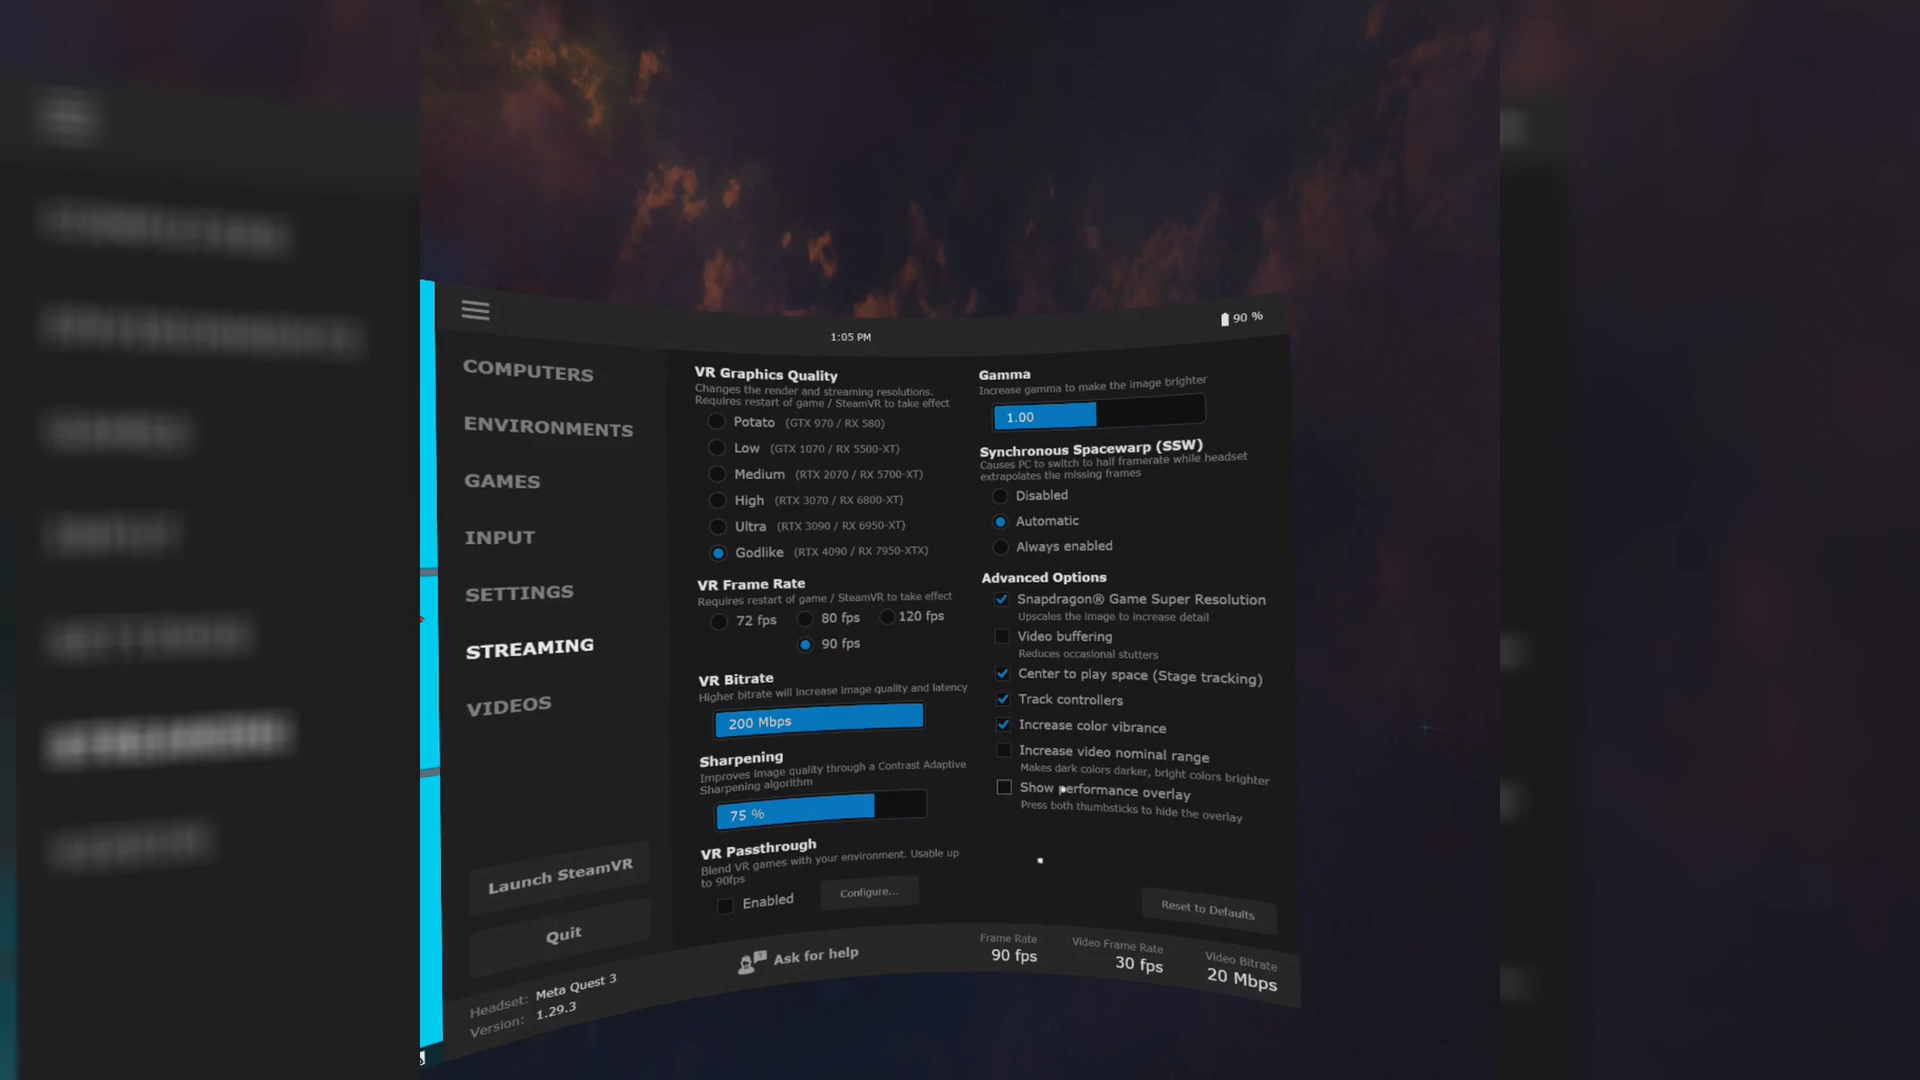 1:05 PM
90 %
COMPUTERS
ENVIRONMENTS
GAMES
INPUT
SETTINGS
STREAMING
VIDEOS
Launch SteamVR
Quit
Headset: Meta Quest 3
Version: 1.29.3
VR Graphics Quality
Changes the render and streaming resolutions.
Requires restart of game / SteamVR to take effect
Potato (GTX 970 / RX 580)
Low (GTX 1070 / RX 5500-XT)
Medium (RTX 2070 / RX 5700-XT)
High (RTX 3070 / RX 6800-XT)
Ultra (RTX 3090 / RX 6950-XT)
Godlike (RTX 4090 / RX 7950-XTX)
VR Frame Rate
Requires restart of game / SteamVR to take effect
72 fps 80 fps 120 fps
90 fps
VR Bitrate
Higher bitrate will increase image quality and latency
200 Mbps
Sharpening
Improves image quality through a Contrast Adaptive
Sharpening algorithm
75 %
VR Passthrough
Blend VR games with your environment. Usable up
to 90fps
Enabled Configure...
Gamma
Increase gamma to make the image brighter
1.00
Synchronous Spacewarp (SSW)
Causes PC to switch to half framerate while headset
extrapolates the missing frames
Disabled
Automatic
Always enabled
Advanced Options
Snapdragon® Game Super Resolution
Upscales the image to increase detail
Video buffering
Reduces occasional stutters
Center to play space (Stage tracking)
Track controllers
Increase color vibrance
Increase video nominal range
Makes dark colors darker, bright colors brighter
Show performance overlay
Press both thumbsticks to hide the overlay
Reset to Defaults
Ask for help
Frame Rate
90 fps
Video Frame Rate
30 fps
Video Bitrate
20 Mbps